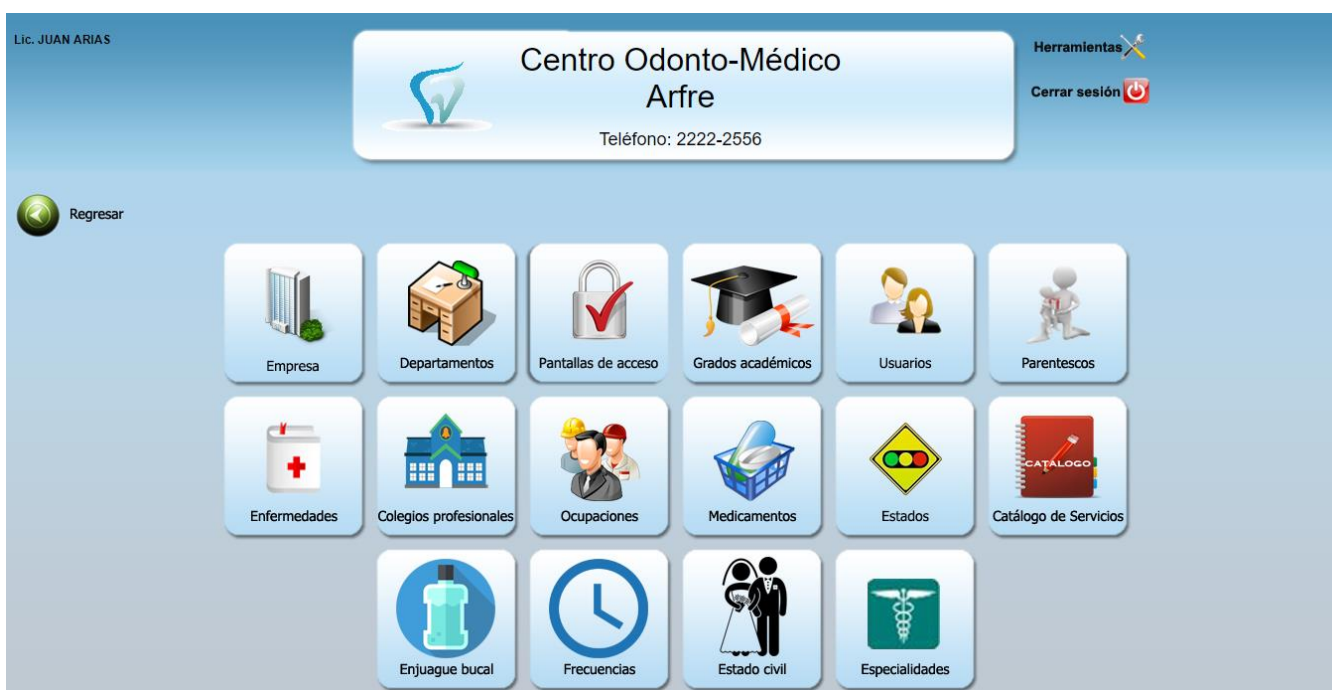 Lic. JUAN ARIAS
Centro Odonto-Médico
Arfre
Teléfono: 2222-2556
Herramientas
Cerrar sesión
Regresar
Empresa
Departamentos
Pantallas de acceso
Grados académicos
Usuarios
Parentescos
Enfermedades
Colegios profesionales
Ocupaciones
Medicamentos
Estados
CATALOGO
Catálogo de Servicios
Enjuague bucal
Frecuencias
Estado civil
Especialidades